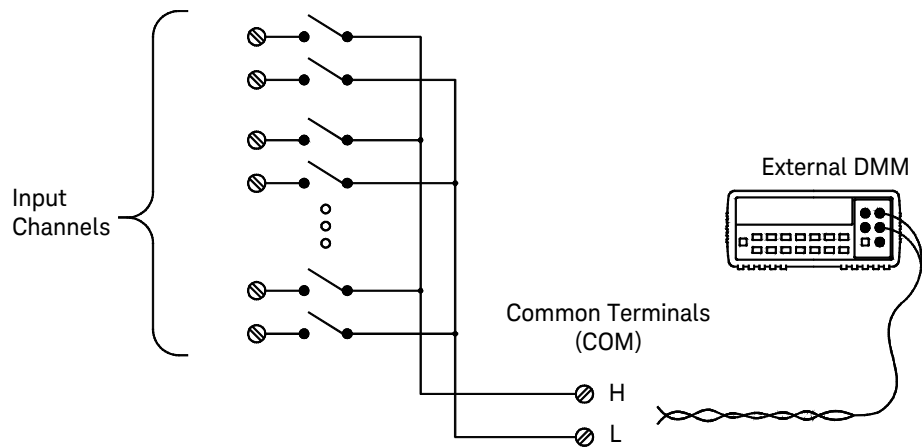 External DMM
Input
Channels
Common Terminals
(COM)
H
L